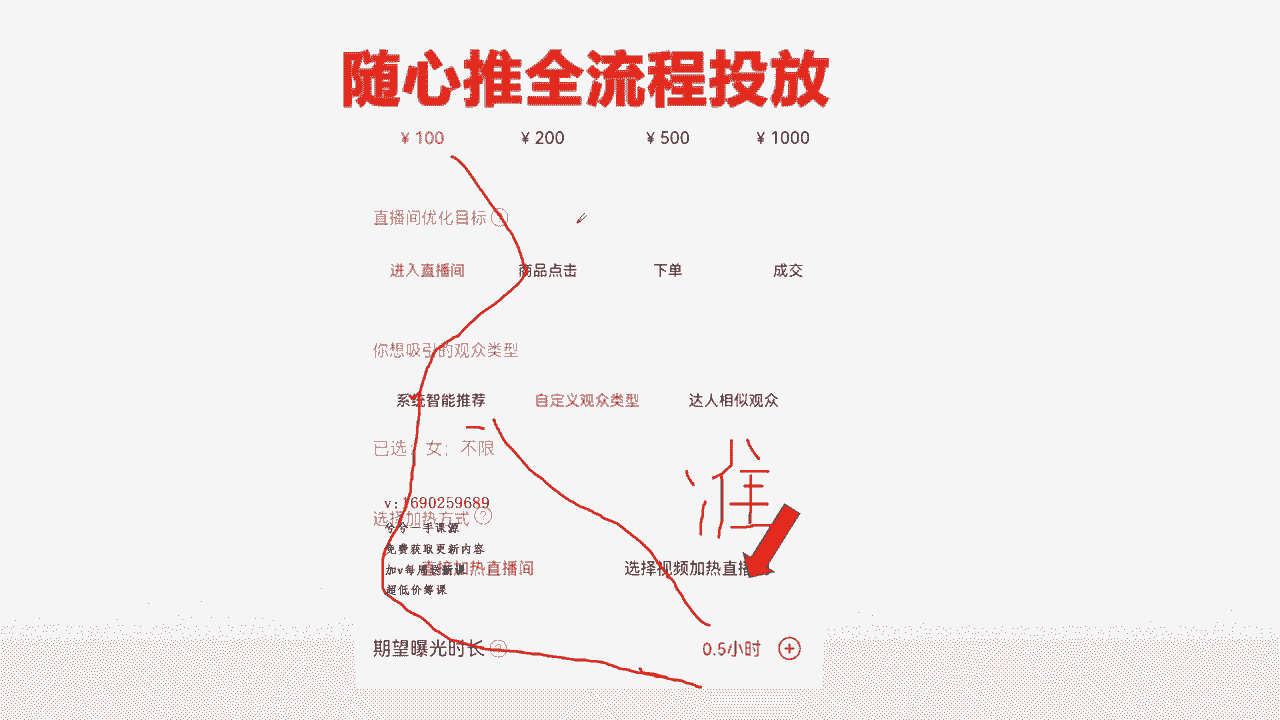 随心推全流程投放
¥ 100 ¥ 200 ¥ 500 ¥ 1000
直播间优化目标 ?
进入直播间 商品点击 下单 成交
你想吸引的观众类型
系统智能推荐 自定义观众类型 达人相似观众
已选：女；不限
准
v:1690259689
选择加热方式 ?
兮兮一手课源
免费获取更新内容
直接加热直播间 选择视频加热直播
加v每周更新课
超低价筹课
期望曝光时长 ? 0.5小时 +